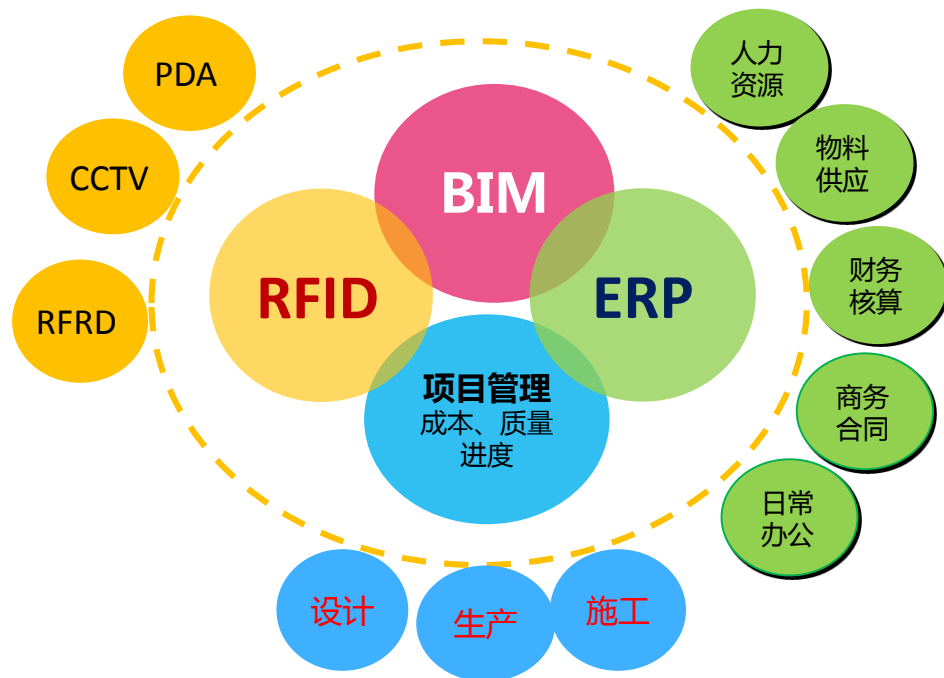 PDA
CCTV
RFRD
BIM
RFID
ERP
项目管理
成本、质量
进度
人力
资源
物料
供应
财务
核算
商务
合同
日常
办公
设计
生产
施工